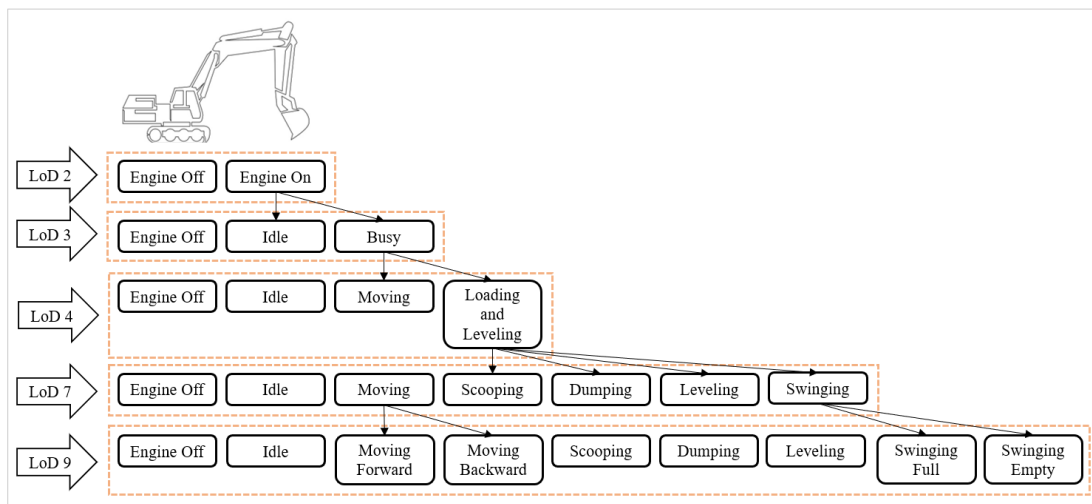 LoD 2
Engine Off
Engine On
LoD 3
Engine Off
Idle
Busy
LoD 4
Engine Off
Idle
Moving
Loading
and
Leveling
LoD 7
Engine Off
Idle
Moving
Scooping
Dumping
Leveling
Swinging
LoD 9
Engine Off
Idle
Moving
Forward
Moving
Backward
Scooping
Dumping
Leveling
Swinging
Full
Swinging
Empty